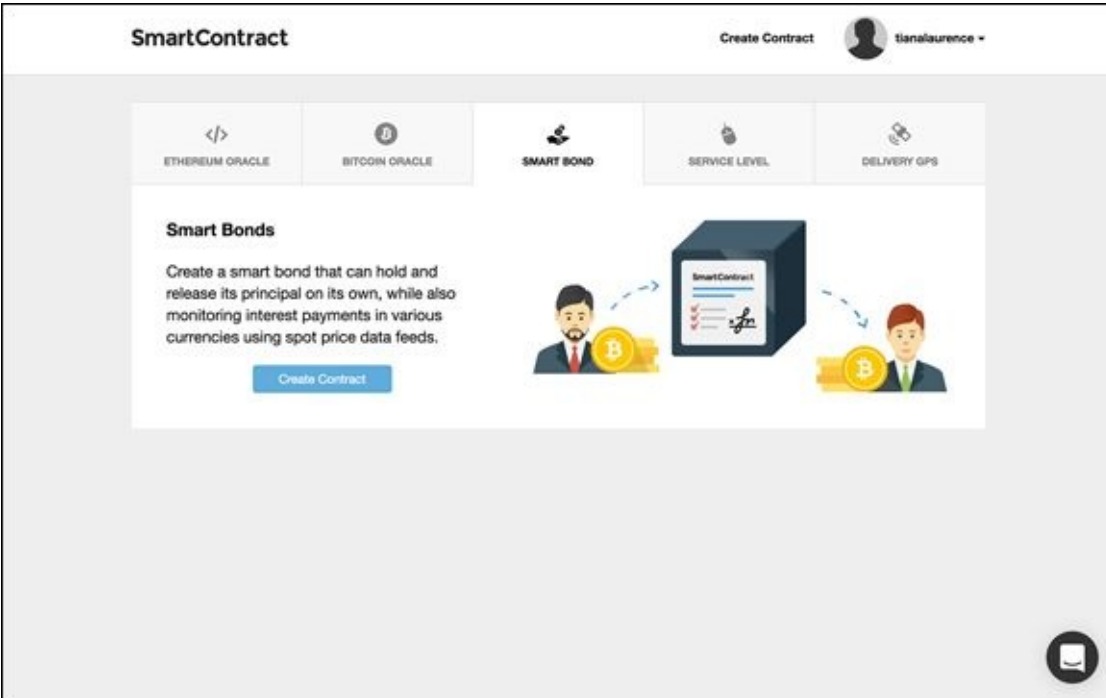 SmartContract
Create Contract
tianalaurence
ETHEREUM ORACLE
BITCOIN ORACLE
SMART BOND
SERVICE LEVEL
DELIVERY GPS
Smart Bonds
Create a smart bond that can hold and
release its principal on its own, while also
monitoring interest payments in various
currencies using spot price data feeds.
Create Contract
SmartContract